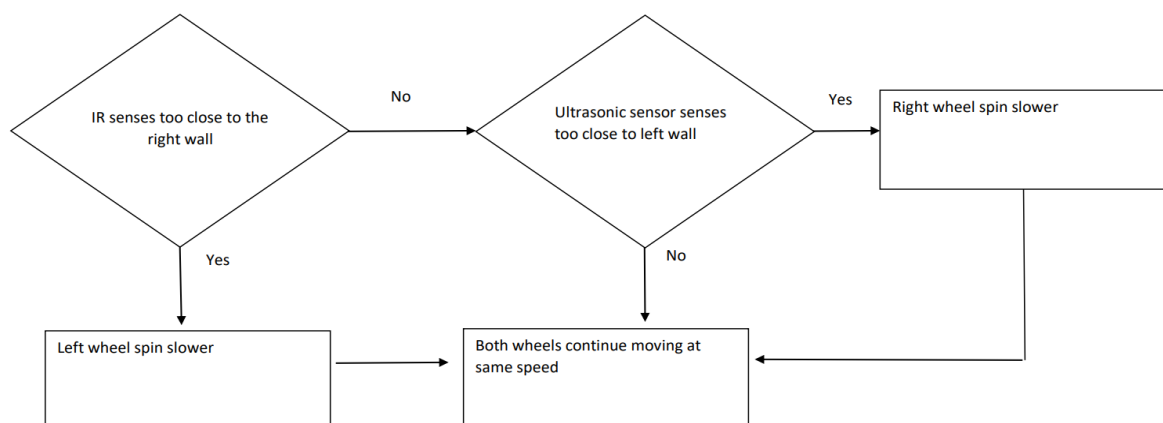 IR senses too close to the
right wall
No
Ultrasonic sensor senses
too close to left wall
Yes
Right wheel spin slower
Yes
No
Left wheel spin slower
Both wheels continue moving at
same speed